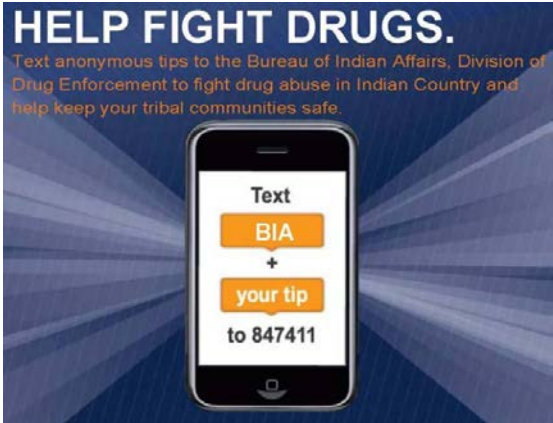 HELP FIGHT DRUGS.
Text anonymous tips to the Bureau of Indian Affairs, Division of
Drug Enforcement to fight drug abuse in Indian Country and
help keep your tribal communities safe.
Text
BIA
+
your tip
to 847411